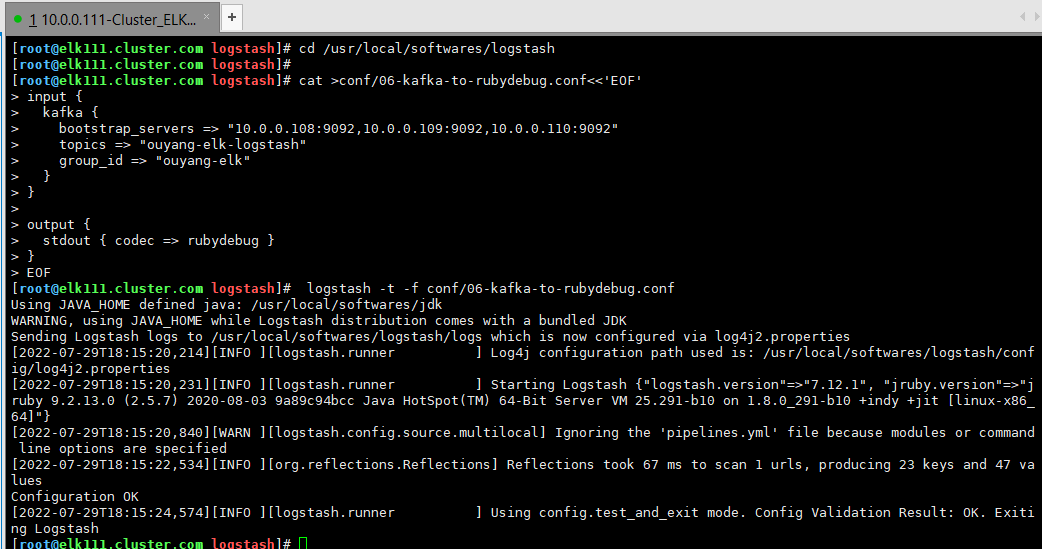 1 10.0.0.111-Cluster_ELK... × +
[root@elk111.cluster.com logstash]# cd /usr/local/softwares/logstash
[root@elk111.cluster.com logstash]#
[root@elk111.cluster.com logstash]# cat >conf/06-kafka-to-rubydebug.conf<<'EOF'
> input {
>   kafka {
>     bootstrap_servers => "10.0.0.108:9092,10.0.0.109:9092,10.0.0.110:9092"
>     topics => "ouyang-elk-logstash"
>     group_id => "ouyang-elk"
>   }
> }
>
> output {
>   stdout { codec => rubydebug }
> }
> EOF
[root@elk111.cluster.com logstash]#  logstash -t -f conf/06-kafka-to-rubydebug.conf
Using JAVA_HOME defined java: /usr/local/softwares/jdk
WARNING, using JAVA_HOME while Logstash distribution comes with a bundled JDK
Sending Logstash logs to /usr/local/softwares/logstash/logs which is now configured via log4j2.properties
[2022-07-29T18:15:20,214][INFO ][logstash.runner          ] Log4j configuration path used is: /usr/local/softwares/logstash/conf
ig/log4j2.properties
[2022-07-29T18:15:20,231][INFO ][logstash.runner          ] Starting Logstash {"logstash.version"=>"7.12.1", "jruby.version"=>"j
ruby 9.2.13.0 (2.5.7) 2020-08-03 9a89c94bcc Java HotSpot(TM) 64-Bit Server VM 25.291-b10 on 1.8.0_291-b10 +indy +jit [linux-x86_
64]"}
[2022-07-29T18:15:20,840][WARN ][logstash.config.source.multilocal] Ignoring the 'pipelines.yml' file because modules or command
 line options are specified
[2022-07-29T18:15:22,534][INFO ][org.reflections.Reflections] Reflections took 67 ms to scan 1 urls, producing 23 keys and 47 va
lues
Configuration OK
[2022-07-29T18:15:24,574][INFO ][logstash.runner          ] Using config.test_and_exit mode. Config Validation Result: OK. Exiti
ng Logstash
[root@elk111.cluster.com logstash]#